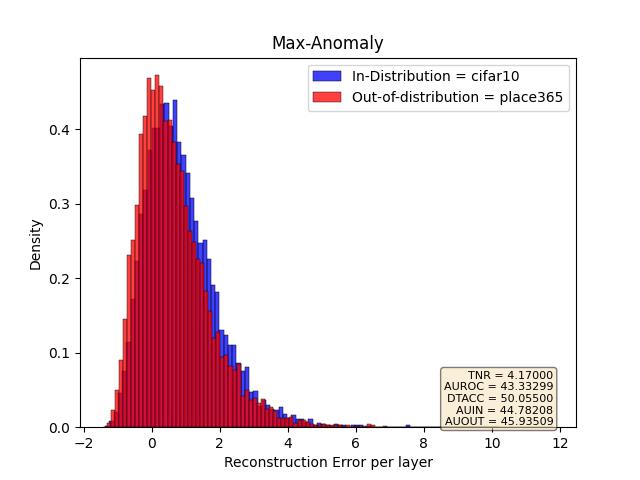 Max-Anomaly
In-Distribution = cifar10
Out-of-distribution = place365
Density
0.4
0.3
0.2
0.1
0.0
TNR = 4.17000
AUROC = 43.33299
DTACC = 50.05500
AUIN = 44.78208
AUOUT = 45.93509
−2 0 2 4 6 8 10 12
Reconstruction Error per layer